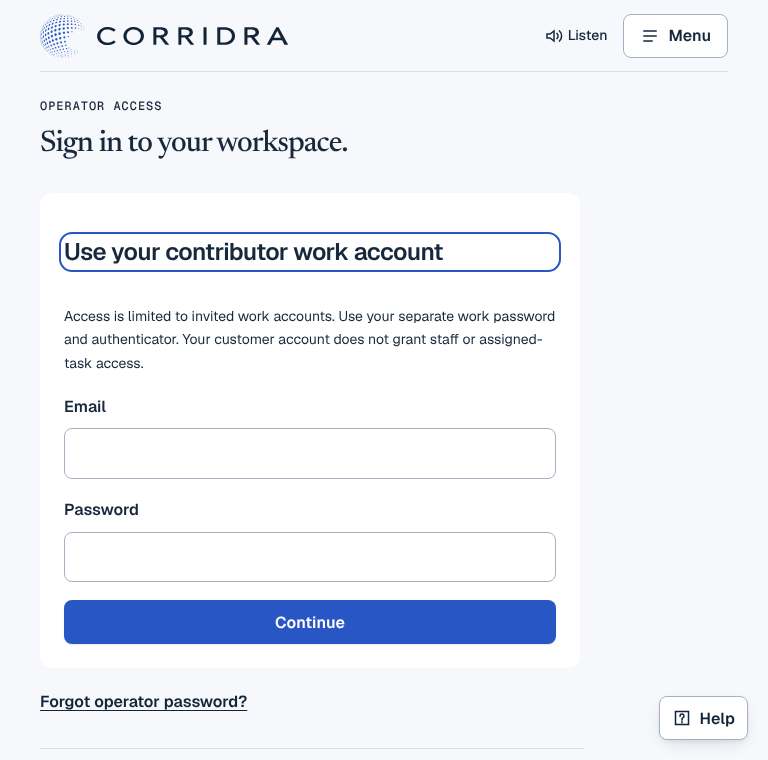 CORRIDRA
Listen
Menu
OPERATOR ACCESS
Sign in to your workspace.
Use your contributor work account
Access is limited to invited work accounts. Use your separate work password
and authenticator. Your customer account does not grant staff or assigned-
task access.
Email
Password
Continue
Forgot operator password?
Help